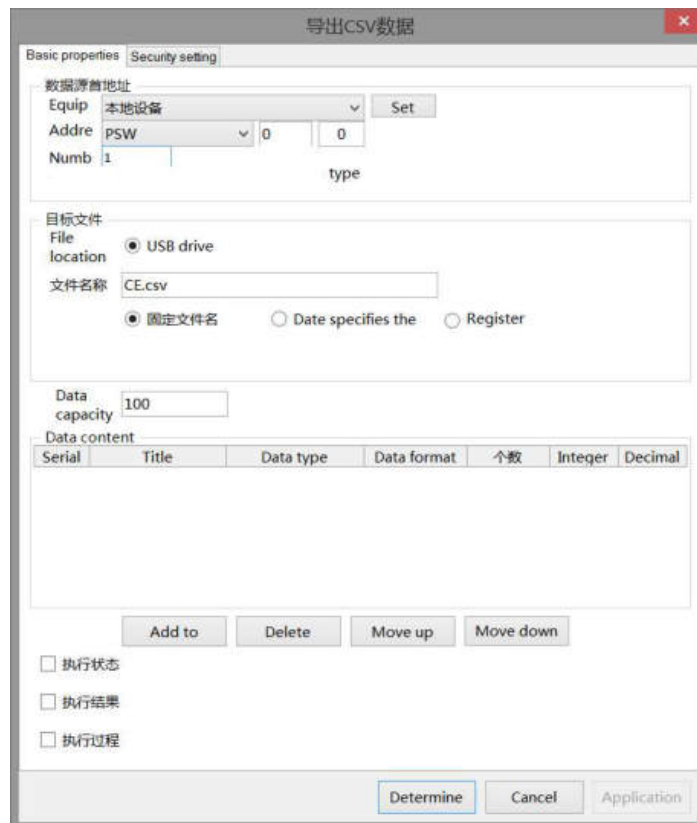 导出CSV数据
Basic properties Security setting
数据源首地址
Equip 本地设备 Set
Addre PSW 0 0
Numb 1
type
目标文件
File location USB drive
文件名称 CE.csv
固定文件名 Date specifies the Register
Data capacity 100
Data content
Serial Title Data type Data format 个数 Integer Decimal
Add to Delete Move up Move down
执行状态
执行结果
执行过程
Determine Cancel Application